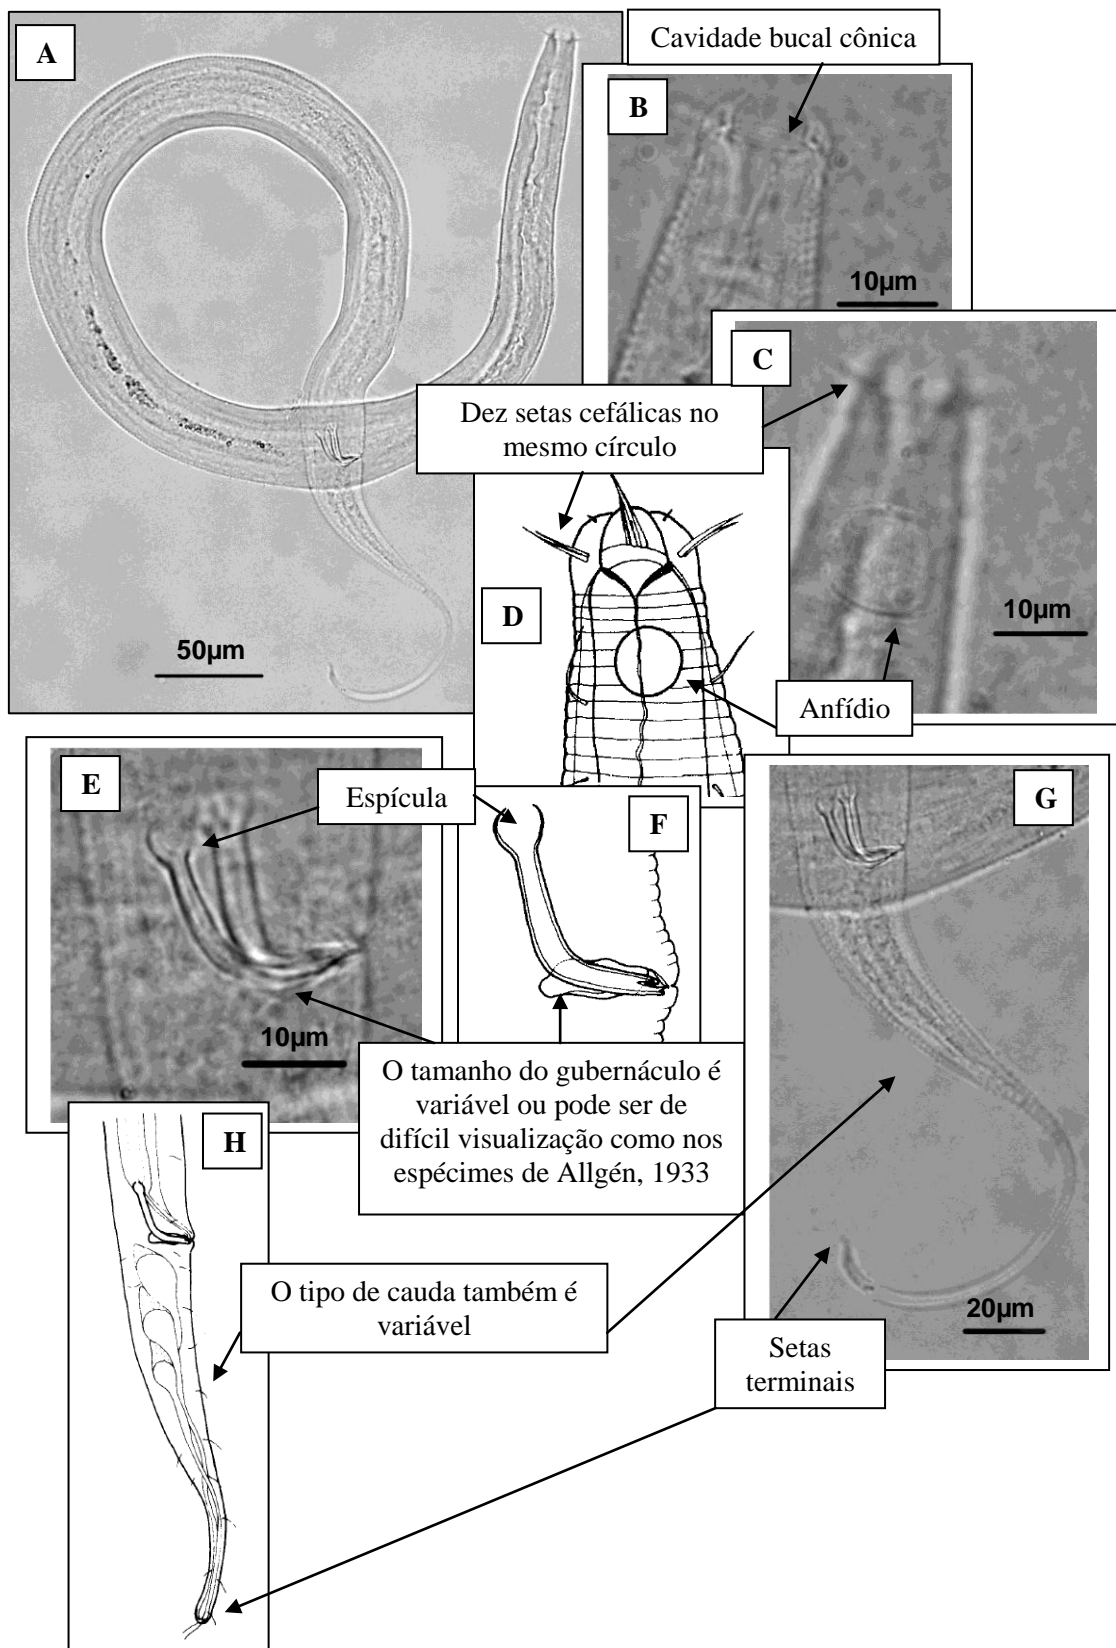 A
Cavidade bucal cônica
B
10µm
C
Dez setas cefálicas no
mesmo círculo
D
10µm
50µm
Anfídio
E
Espícula
F
G
10µm
O tamanho do gubernáculo é
variável ou pode ser de
difícil visualização como nos
espécimes de Allgén, 1933
H
O tipo de cauda também é
variável
20µm
Setas
terminais